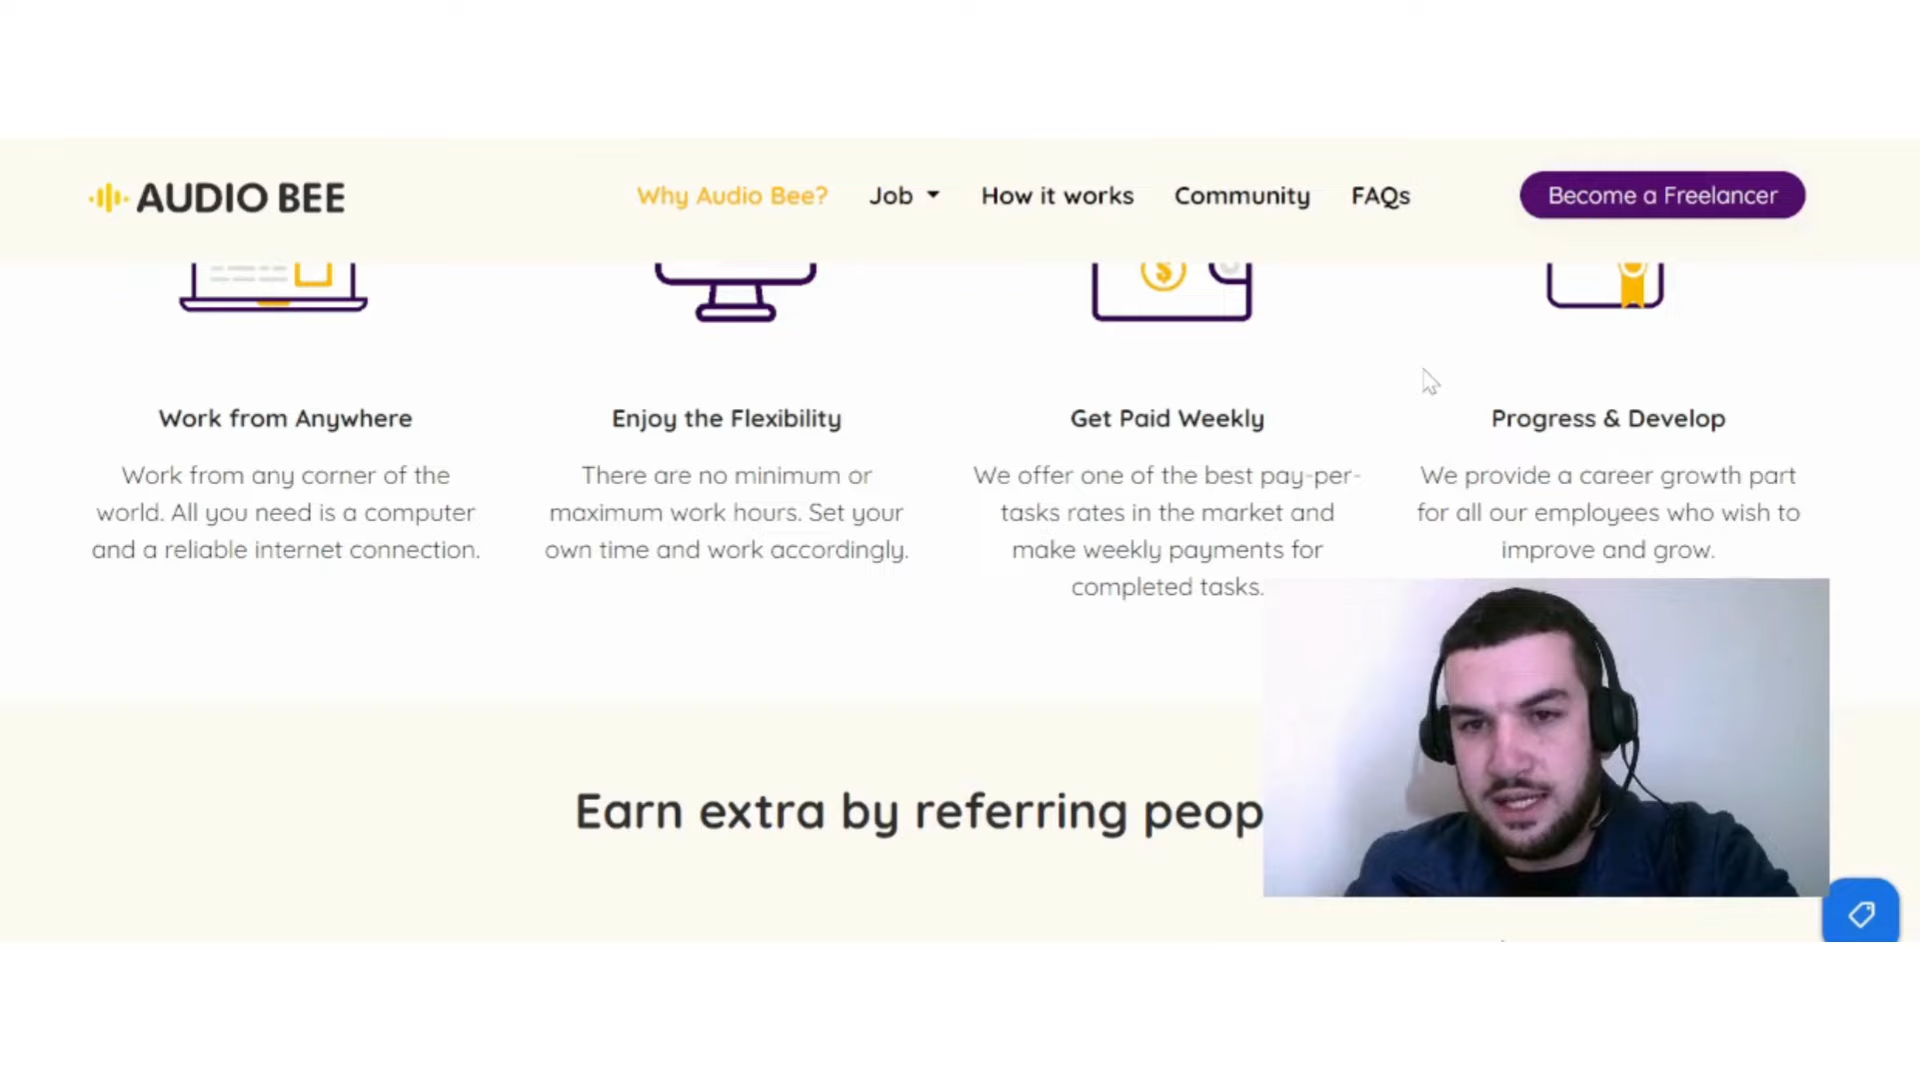 AUDIO BEE
Why Audio Bee? Job How it works Community FAQs Become a Freelancer
Work from Anywhere
Work from any corner of the
world. All you need is a computer
and a reliable internet connection.
Enjoy the Flexibility
There are no minimum or
maximum work hours. Set your
own time and work accordingly.
Get Paid Weekly
We offer one of the best pay-per-
tasks rates in the market and
make weekly payments for
completed tasks.
Progress & Develop
We provide a career growth part
for all our employees who wish to
improve and grow.
Earn extra by referring peop